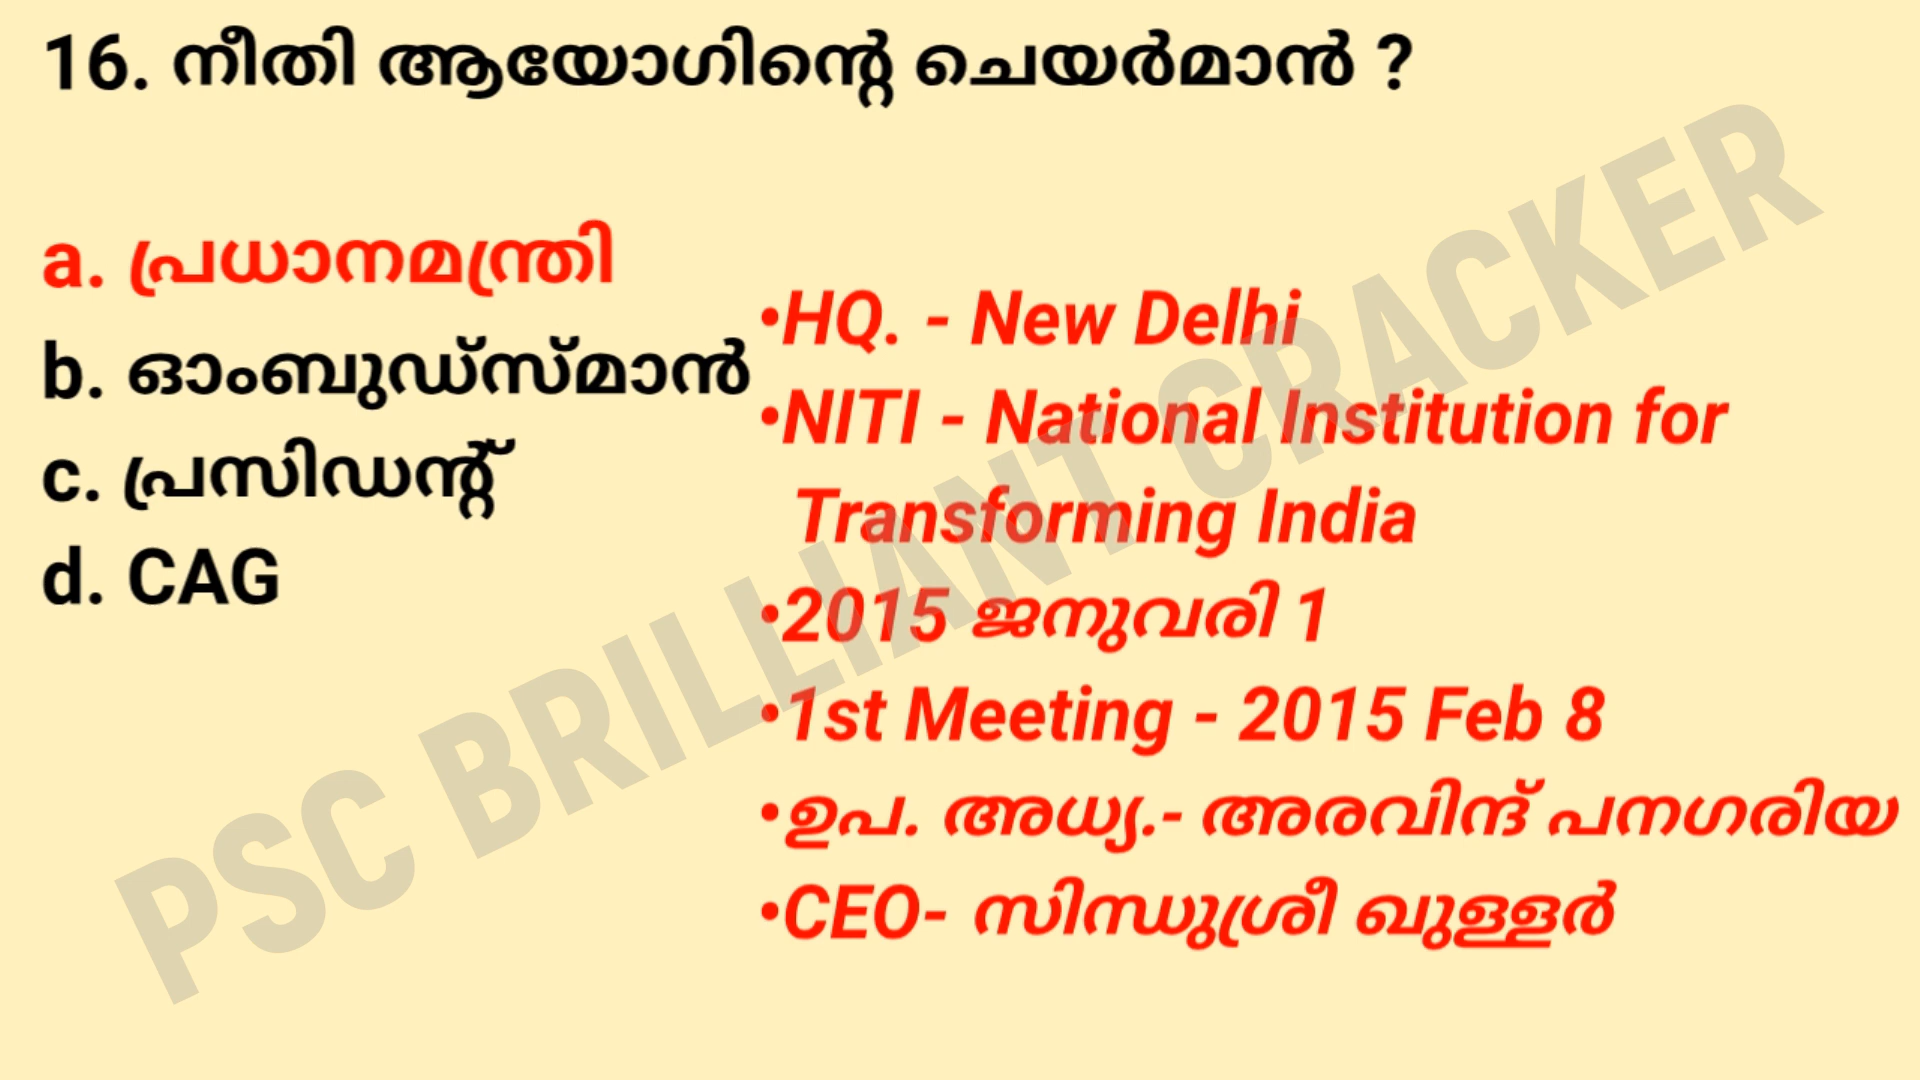 16. നീതി ആയോഗിന്റെ ചെയർമാൻ ?
a. പ്രധാനമന്ത്രി
b. ഓംബുഡ്സ്മാൻ
c. പ്രസിഡന്റ്
d. CAG
•HQ. - New Delhi
•NITI - National Institution for
Transforming India
•2015 ജനുവരി 1
•1st Meeting - 2015 Feb 8
•ഉപ. അധ്യ.- അരവിന്ദ് പനഗരിയ
•CEO- സിന്ധുശ്രീ ഖുള്ളർ
PSC BRILLIANT CRACKER